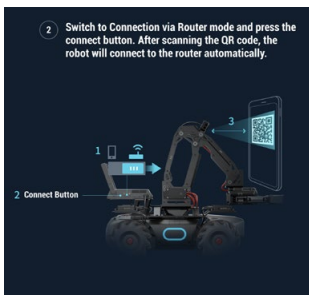 2 Switch to Connection via Router mode and press the
connect button. After scanning the QR code, the
robot will connect to the router automatically.
3
1
2 Connect Button